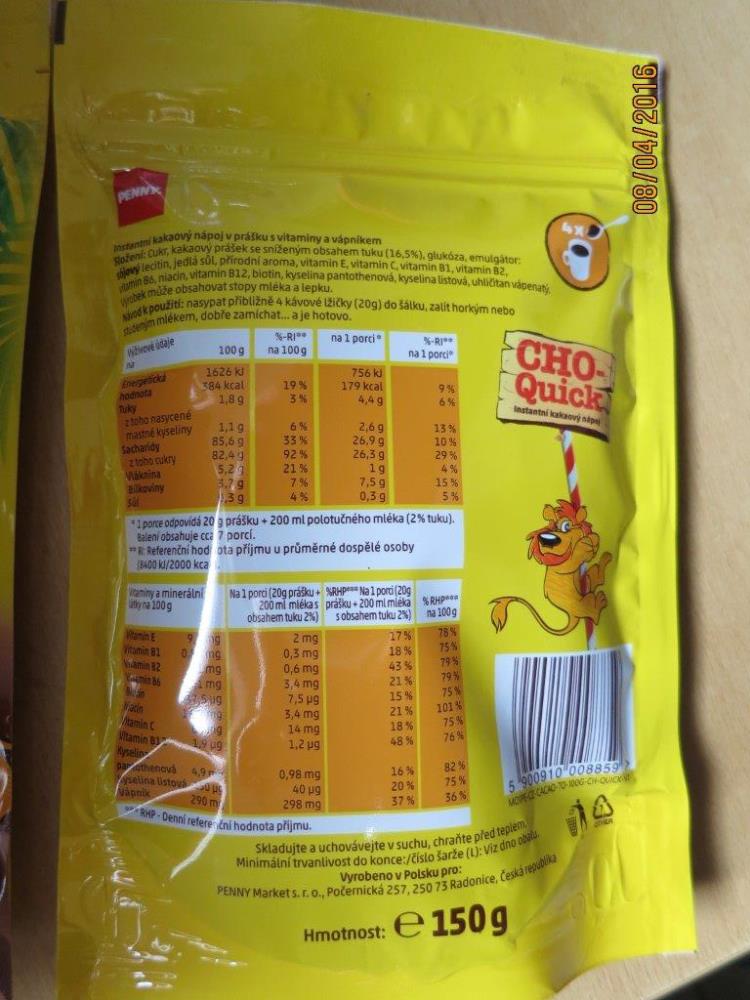 08/04/2016
PENNY.
Instantní kakaový nápoj v prášku s vitaminy a vápníkem
Složení: Cukr, kakaový prášek se sníženým obsahem tuku (16,5%), glukóza, emulgátor:
sójový lecitin, jedlá sůl, přírodní aroma, vitamin E, vitamin C, vitamin B1, vitamin B2,
vitamin B6, niacin, vitamin B12, biotin, kyselina pantothenová, kyselina listová, uhličitan vápenatý.
Výrobek může obsahovat stopy mléka a lepku.
Návod k použití: nasypat přibližně 4 kávové lžičky (20g) do šálku, zalít horkým nebo
studeným mlékem, dobře zamíchat... a je hotovo.
4x
Výživové údaje
na 100 g %-RI** na 100 g na 1 porci* %-RI** na 1 porci*
Energetická 1626 kJ 756 kJ
hodnota 384 kcal 19 % 179 kcal 9 %
Tuky 1,8 g 3 % 4,4 g 6 %
z toho nasycené
mastné kyseliny 1,1 g 6 % 2,6 g 13 %
Sacharidy 85,6 g 33 % 26,9 g 10 %
z toho cukry 82,4 g 92 % 26,3 g 29 %
Vláknina 5,2 g 21 % 1 g 4 %
Bílkoviny 3,7 g 7 % 7,5 g 15 %
Sůl 4 % 0,3 g 5 %
CHO-
Quick
Instantní kakaový nápoj
* 1 porce odpovídá 20 g prášku + 200 ml polotučného mléka (2% tuku).
Balení obsahuje cca 7 porcí.
** RI: Referenční hodnota příjmu u průměrné dospělé osoby
(8400 kJ/2000 kcal).
Vitaminy a minerální Na 1 porci (20g prášku + %RHP*** Na 1 porci (20g % RHP***
látky na 100 g 200 ml mléka s prášku + 200 ml mléka na 100 g
obsahem tuku 2%) s obsahem tuku 2%)
Vitamin E mg 2 mg 17 % 78 %
Vitamin B1 mg 0,3 mg 18 % 75 %
Vitamin B2 mg 0,6 mg 43 % 79 %
Vitamin B6 mg 3,4 mg 21 % 79 %
Biotin 7,5 µg 15 % 75 %
Niacin 3,4 mg 21 % 101 %
Vitamin C 14 mg 18 % 75 %
Vitamin B12 1,9 µg 1,2 µg 48 % 76 %
Kyselina
pantothenová 4,9 mg 0,98 mg 16 % 82 %
Kyselina listová 40 µg 20 % 75 %
Vápník 290 mg 298 mg 37 % 36 %
*** RHP - Denní referenční hodnota příjmu.
5 900910 008859
Skladujte a uchovávejte v suchu, chraňte před teplem.
Minimální trvanlivost do konce:/číslo šarže (L): Viz dno obalu.
Vyrobeno v Polsku pro:
PENNY Market s. r. o., Počernická 257, 250 73 Radonice, Česká republika
Hmotnost: e 150 g